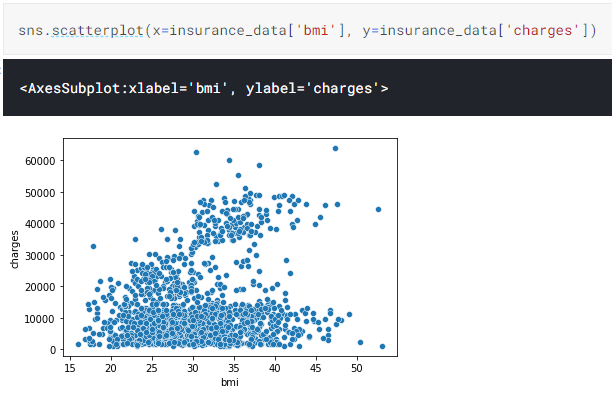 sns.scatterplot(x=insurance_data['bmi'], y=insurance_data['charges'])
<AxesSubplot:xlabel='bmi', ylabel='charges'>
60000
50000
40000
30000
20000
10000
0
charges
15 20 25 30 35 40 45 50
bmi